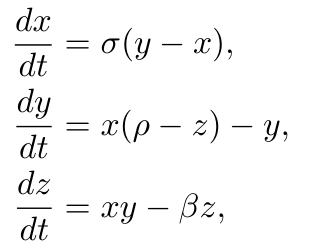 dx/dt = σ(y − x),
dy/dt = x(ρ − z) − y,
dz/dt = xy − βz,